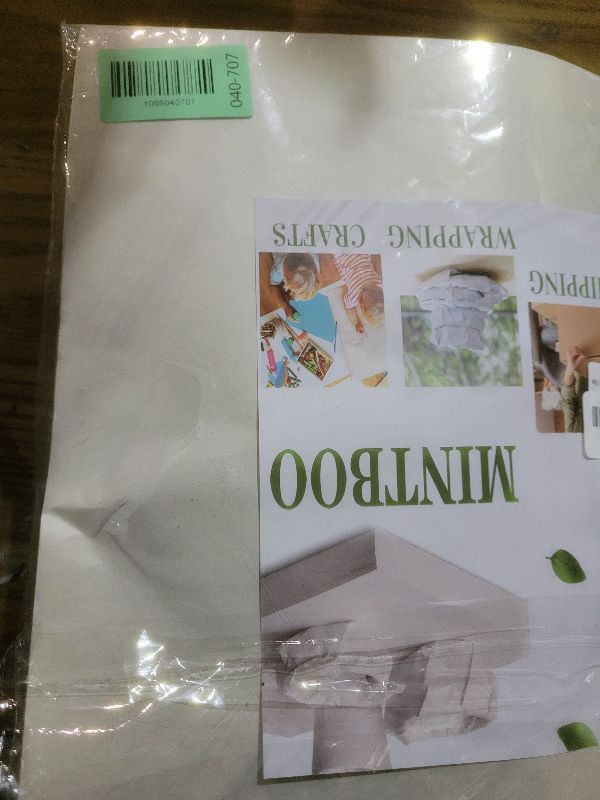 1066040707
040-707
MINTBOO
IPPING
WRAPPING
CRAFTS